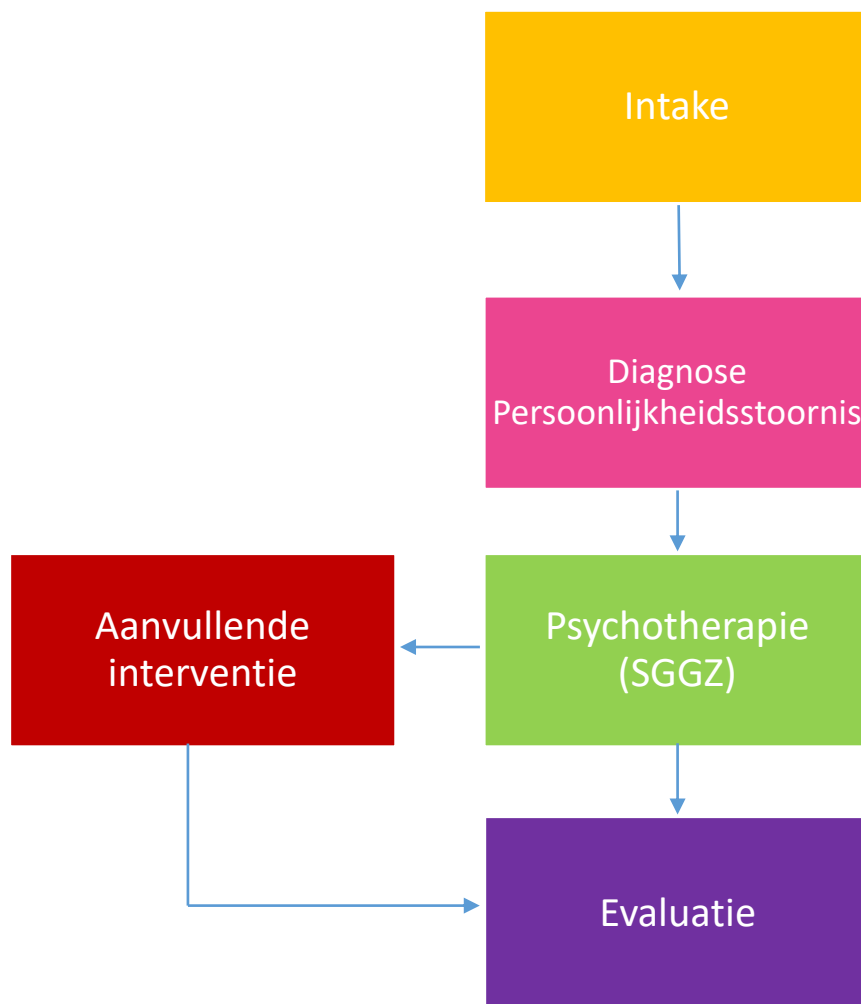 Intake
Diagnose
Persoonlijkheidsstoornis
Aanvullende
interventie
Psychotherapie
(SGGZ)
Evaluatie